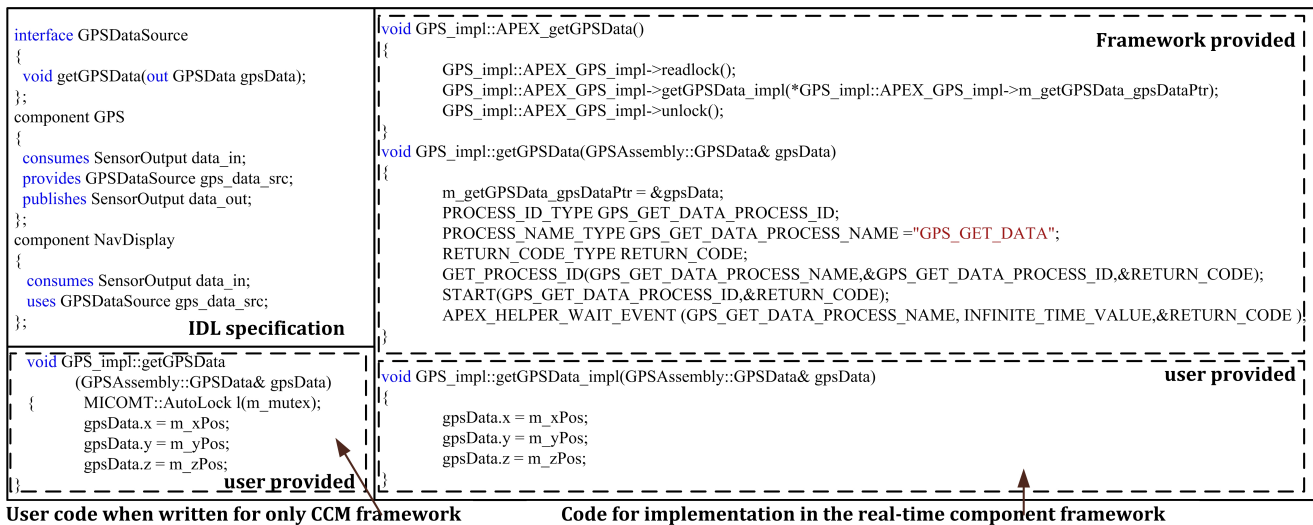 interface GPSDataSource
{
void getGPSData(out GPSData gpsData);
};
component GPS
{
consumes SensorOutput data_in;
provides GPSDataSource gps_data_src;
publishes SensorOutput data_out;
};
component NavDisplay
{
consumes SensorOutput data_in;
uses GPSDataSource gps_data_src;
};
IDL specification
void GPS_impl::getGPSData
(GPSAssembly::GPSData& gpsData)
{ MICOMT::AutoLock l(m_mutex);
gpsData.x = m_xPos;
gpsData.y = m_yPos;
gpsData.z = m_zPos;
}
user provided
User code when written for only CCM framework
void GPS_impl::APEX_getGPSData()
Framework provided
{
GPS_impl::APEX_GPS_impl->readlock();
GPS_impl::APEX_GPS_impl->getGPSData_impl(*GPS_impl::APEX_GPS_impl->m_getGPSData_gpsDataPtr);
GPS_impl::APEX_GPS_impl->unlock();
}
void GPS_impl::getGPSData(GPSAssembly::GPSData& gpsData)
{
m_getGPSData_gpsDataPtr = &gpsData;
PROCESS_ID_TYPE GPS_GET_DATA_PROCESS_ID;
PROCESS_NAME_TYPE GPS_GET_DATA_PROCESS_NAME ="GPS_GET_DATA";
RETURN_CODE_TYPE RETURN_CODE;
GET_PROCESS_ID(GPS_GET_DATA_PROCESS_NAME,&GPS_GET_DATA_PROCESS_ID,&RETURN_CODE);
START(GPS_GET_DATA_PROCESS_ID,&RETURN_CODE);
APEX_HELPER_WAIT_EVENT (GPS_GET_DATA_PROCESS_NAME, INFINITE_TIME_VALUE,&RETURN_CODE );
}
void GPS_impl::getGPSData_impl(GPSAssembly::GPSData& gpsData)
user provided
{
gpsData.x = m_xPos;
gpsData.y = m_yPos;
gpsData.z = m_zPos;
}
Code for implementation in the real-time component framework